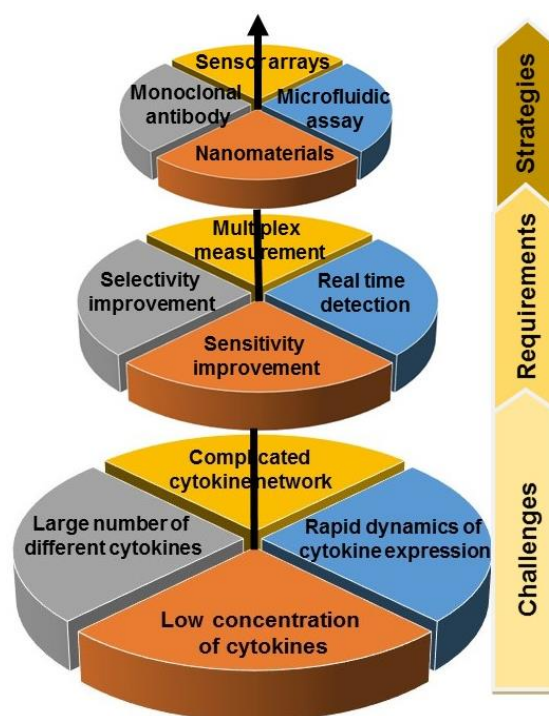 Sensor arrays
Monoclonal
antibody
Microfluidic
assay
Nanomaterials
Strategies
Multiplex
measurement
Selectivity
improvement
Real time
detection
Sensitivity
improvement
Requirements
Complicated
cytokine network
Large number of
different cytokines
Rapid dynamics of
cytokine expression
Low concentration
of cytokines
Challenges